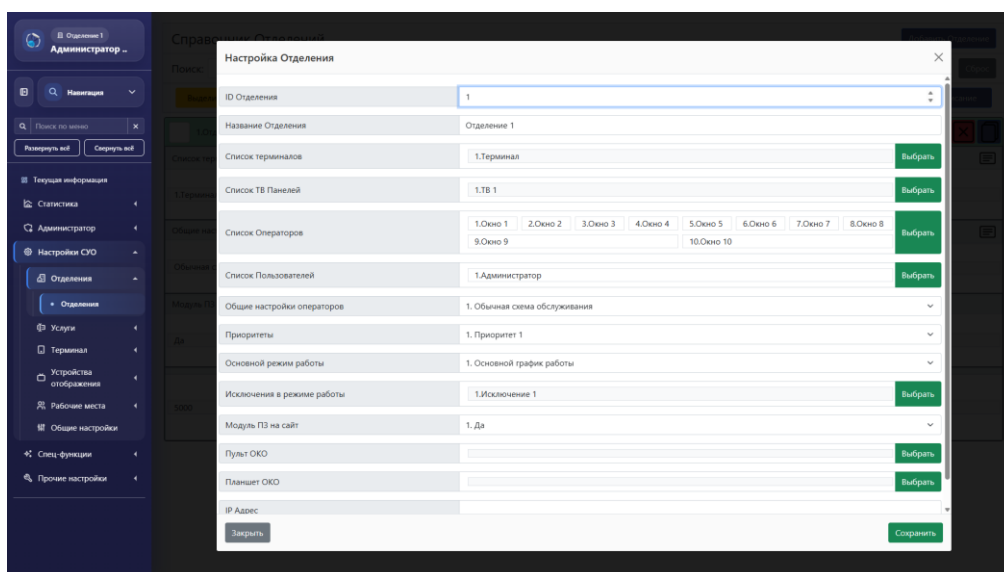 Отделение 1
Администратор ..
Навигация
Поиск по меню
Развернуть всё
Свернуть всё
Текущая информация
Статистика
Администратор
Настройки СУО
Отделения
Отделения
Услуги
Терминал
Устройства
отображения
Рабочие места
Общие настройки
Спец-функции
Прочие настройки
Справочник Отделений
Поиск:
Настройка Отделения
ID Отделения 1
Название Отделения Отделение 1
Список терминалов 1.Терминал Выбрать
Список ТВ Панелей 1.ТВ 1 Выбрать
Список Операторов 1.Окно 1 2.Окно 2 3.Окно 3 4.Окно 4 5.Окно 5 6.Окно 6 7.Окно 7 8.Окно 8 Выбрать
9.Окно 9 10.Окно 10
Список Пользователей 1.Администратор Выбрать
Общие настройки операторов 1. Обычная схема обслуживания
Приоритеты 1. Приоритет 1
Основной режим работы 1. Основной график работы
Исключения в режиме работы 1.Исключение 1 Выбрать
Модуль ПЗ на сайт 1. Да
Пульт ОКО Выбрать
Планшет ОКО Выбрать
IP Адрес
Закрыть Сохранить
Да
5000